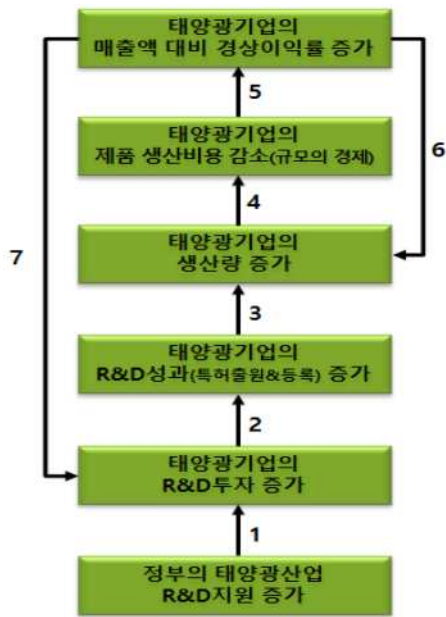 태양광기업의
매출액 대비 경상이익률 증가
5
태양광기업의
제품 생산비용 감소(규모의 경제)
6
4
태양광기업의
생산량 증가
7
3
태양광기업의
R&D성과(특허출원&등록) 증가
2
태양광기업의
R&D투자 증가
1
정부의 태양광산업
R&D지원 증가